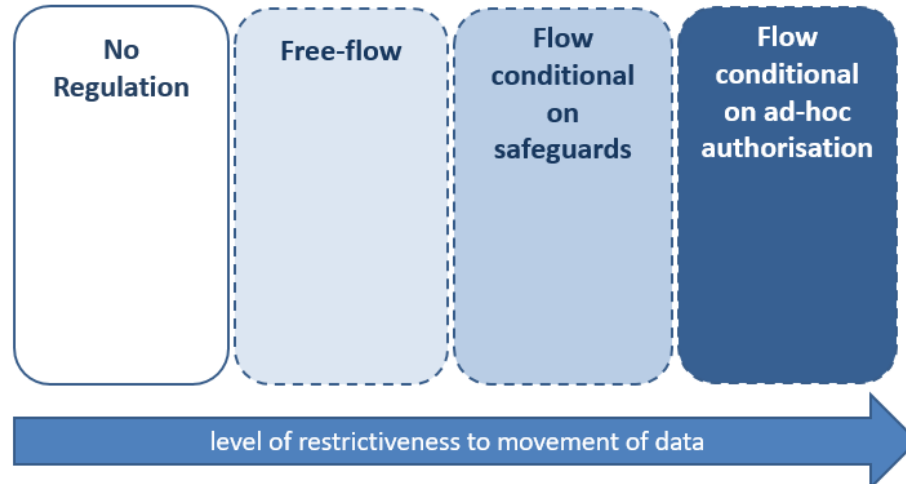 No
Regulation
Free-flow
Flow
conditional
on
safeguards
Flow
conditional
on ad-hoc
authorisation
level of restrictiveness to movement of data